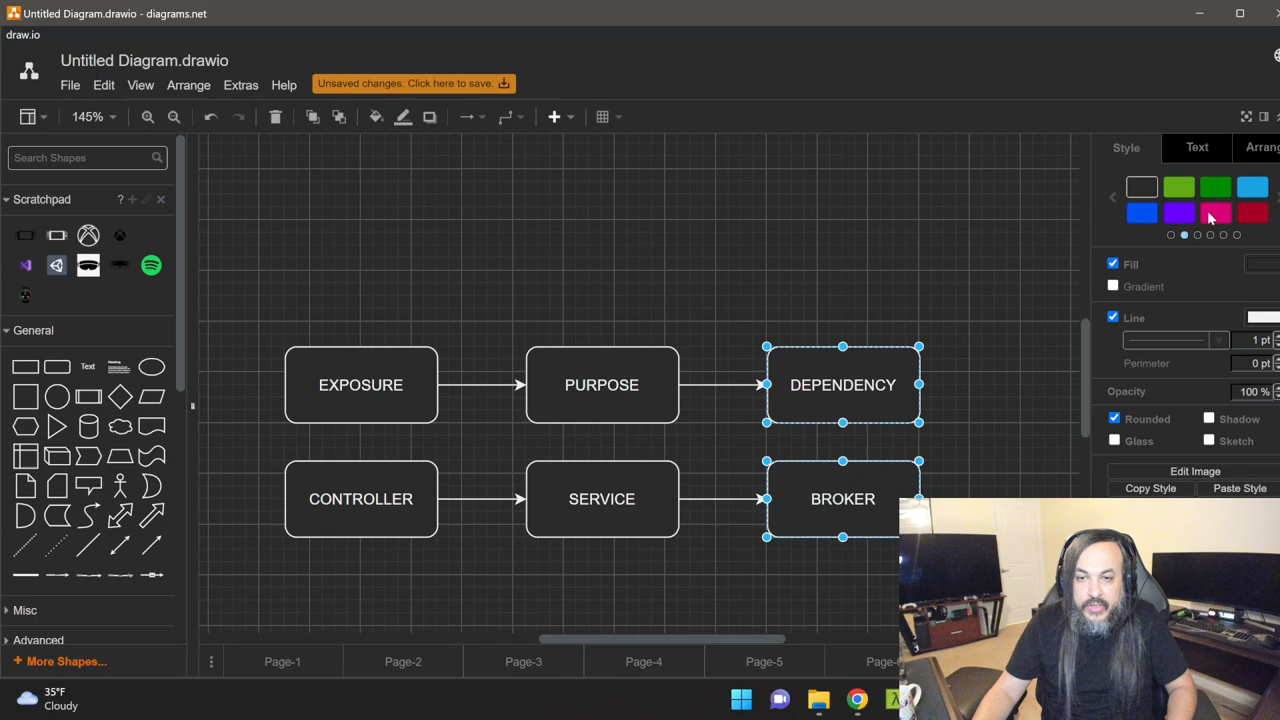 Untitled Diagram.drawio - diagrams.net
draw.io
Untitled Diagram.drawio
File Edit View Arrange Extras Help
Unsaved changes. Click here to save.
145%
Search Shapes
Scratchpad
?
General
Text
Heading
Misc
Advanced
+ More Shapes...
EXPOSURE
PURPOSE
DEPENDENCY
CONTROLLER
SERVICE
BROKER
Style Text Arrang
Fill
Gradient
Line
1 pt
Perimeter 0 pt
Opacity 100 %
Rounded Shadow
Glass Sketch
Edit Image
Copy Style Paste Style
Page-1 Page-2 Page-3 Page-4 Page-5 Page-
35°F
Cloudy